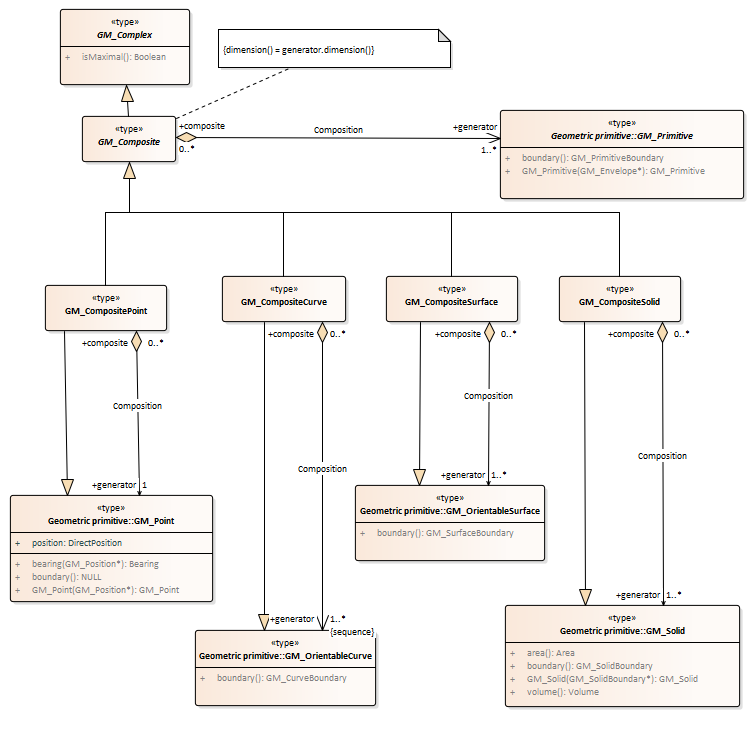 «type»
GM_Complex
+ isMaximal(): Boolean
{dimension() = generator.dimension()}
«type»
GM_Composite
+composite
0..*
Composition
+generator
1..*
«type»
Geometric primitive::GM_Primitive
+ boundary(): GM_PrimitiveBoundary
+ GM_Primitive(GM_Envelope*): GM_Primitive
«type»
GM_CompositePoint
«type»
GM_CompositeCurve
«type»
GM_CompositeSurface
«type»
GM_CompositeSolid
+composite 0..*
+composite 0..*
+composite 0..*
+composite 0..*
Composition
Composition
Composition
Composition
+generator 1
«type»
Geometric primitive::GM_Point
+ position: DirectPosition
+ bearing(GM_Position*): Bearing
+ boundary(): NULL
+ GM_Point(GM_Position*): GM_Point
+generator 1..*
«type»
Geometric primitive::GM_OrientableSurface
+ boundary(): GM_SurfaceBoundary
+generator 1..*
{sequence}
«type»
Geometric primitive::GM_OrientableCurve
+ boundary(): GM_CurveBoundary
+generator 1..*
«type»
Geometric primitive::GM_Solid
+ area(): Area
+ boundary(): GM_SolidBoundary
+ GM_Solid(GM_SolidBoundary*): GM_Solid
+ volume(): Volume